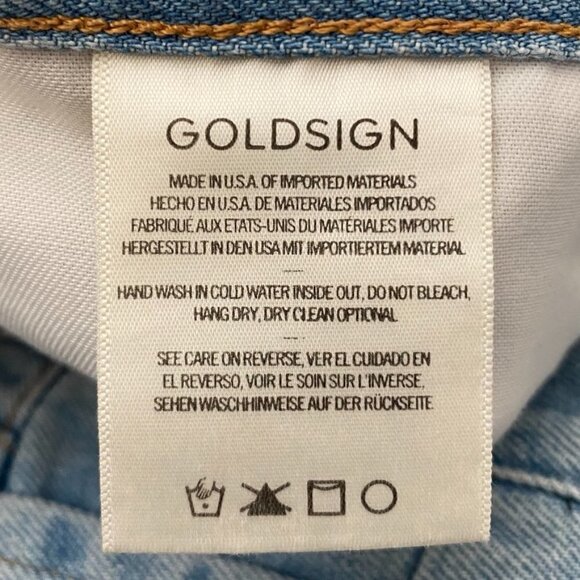 GOLDSIGN
MADE IN U.S.A. OF IMPORTED MATERIALS
HECHO EN U.S.A. DE MATERIALES IMPORTADOS
FABRIQUÉ AUX ETATS-UNIS DU MATÉRIALES IMPORTÉ
HERGESTELLT IN DEN USA MIT IMPORTIERTEM MATERIAL
HAND WASH IN COLD WATER INSIDE OUT, DO NOT BLEACH,
HANG DRY, DRY CLEAN OPTIONAL
SEE CARE ON REVERSE, VER EL CUIDADO EN
EL REVERSO, VOIR LE SOIN SUR L'INVERSE,
SEHEN WASCHHINWEISE AUF DER RÜCKSEITE.